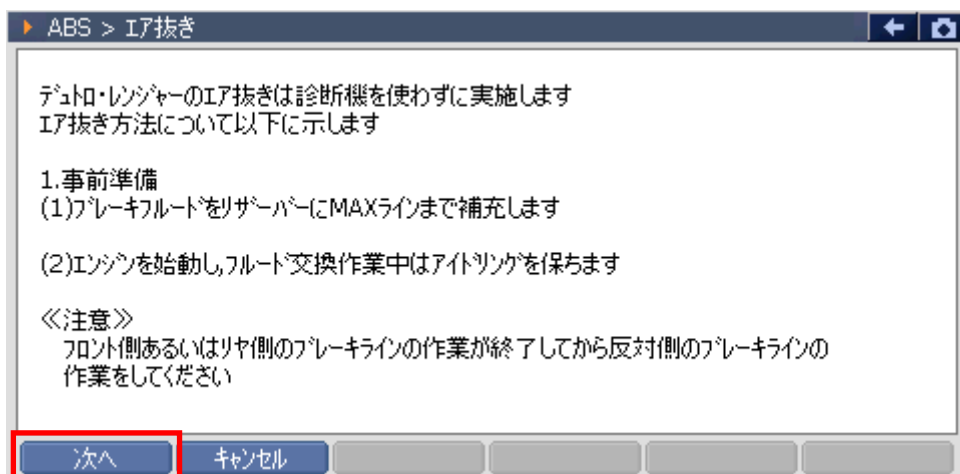 ABS > ｴｱ抜き
ﾃﾞｭﾄﾛ・ﾚﾝｼﾞｬｰのｴｱ抜きは診断機を使わずに実施します
ｴｱ抜き方法について以下に示します
1.事前準備
(1)ﾌﾞﾚｰｷﾌﾙｰﾄﾞをﾘｻﾞｰﾊﾞｰにMAXﾗｲﾝまで補充します
(2)ｴﾝｼﾞﾝを始動し,ﾌﾙｰﾄﾞ交換作業中はｱｲﾄﾞﾘﾝｸﾞを保ちます
≪注意≫
ﾌﾛﾝﾄ側あるいはﾘﾔ側のﾌﾞﾚｰｷﾗｲﾝの作業が終了してから反対側のﾌﾞﾚｰｷﾗｲﾝの
作業をしてください
次へ ｷｬﾝｾﾙ